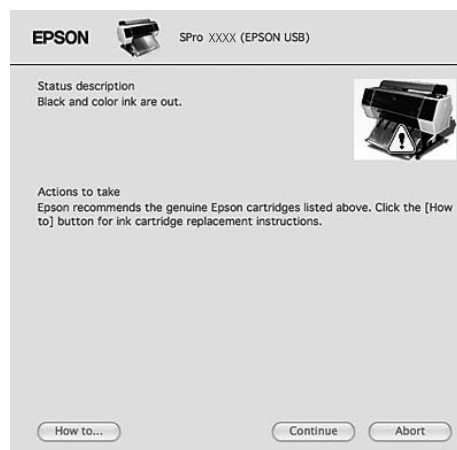 EPSON SPro XXXX (EPSON USB)
Status description
Black and color ink are out.
Actions to take
Epson recommends the genuine Epson cartridges listed above. Click the [How
to] button for ink cartridge replacement instructions.
How to... Continue Abort